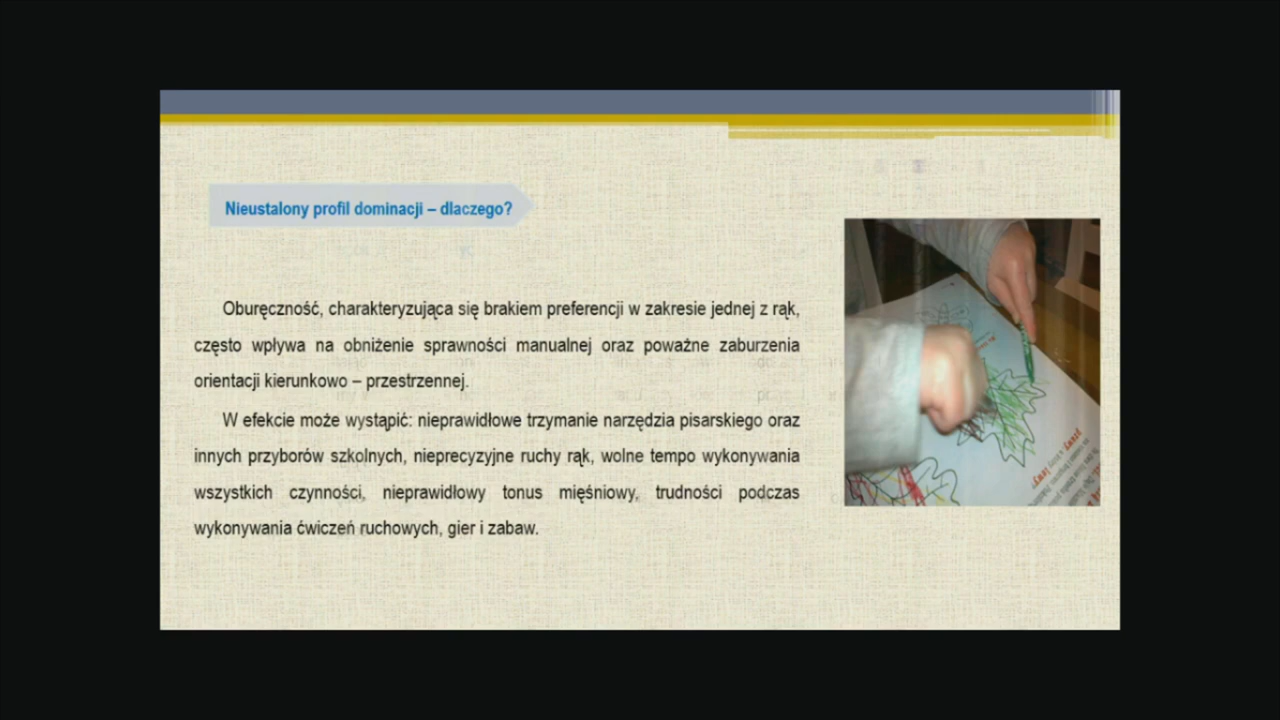 Nieustalony profil dominacji – dlaczego?
Oburęczność, charakteryzująca się brakiem preferencji w zakresie jednej z rąk,
często wpływa na obniżenie sprawności manualnej oraz poważne zaburzenia
orientacji kierunkowo – przestrzennej.
W efekcie może wystąpić: nieprawidłowe trzymanie narzędzia pisarskiego oraz
innych przyborów szkolnych, nieprecyzyjne ruchy rąk, wolne tempo wykonywania
wszystkich czynności, nieprawidłowy tonus mięśniowy, trudności podczas
wykonywania ćwiczeń ruchowych, gier i zabaw.